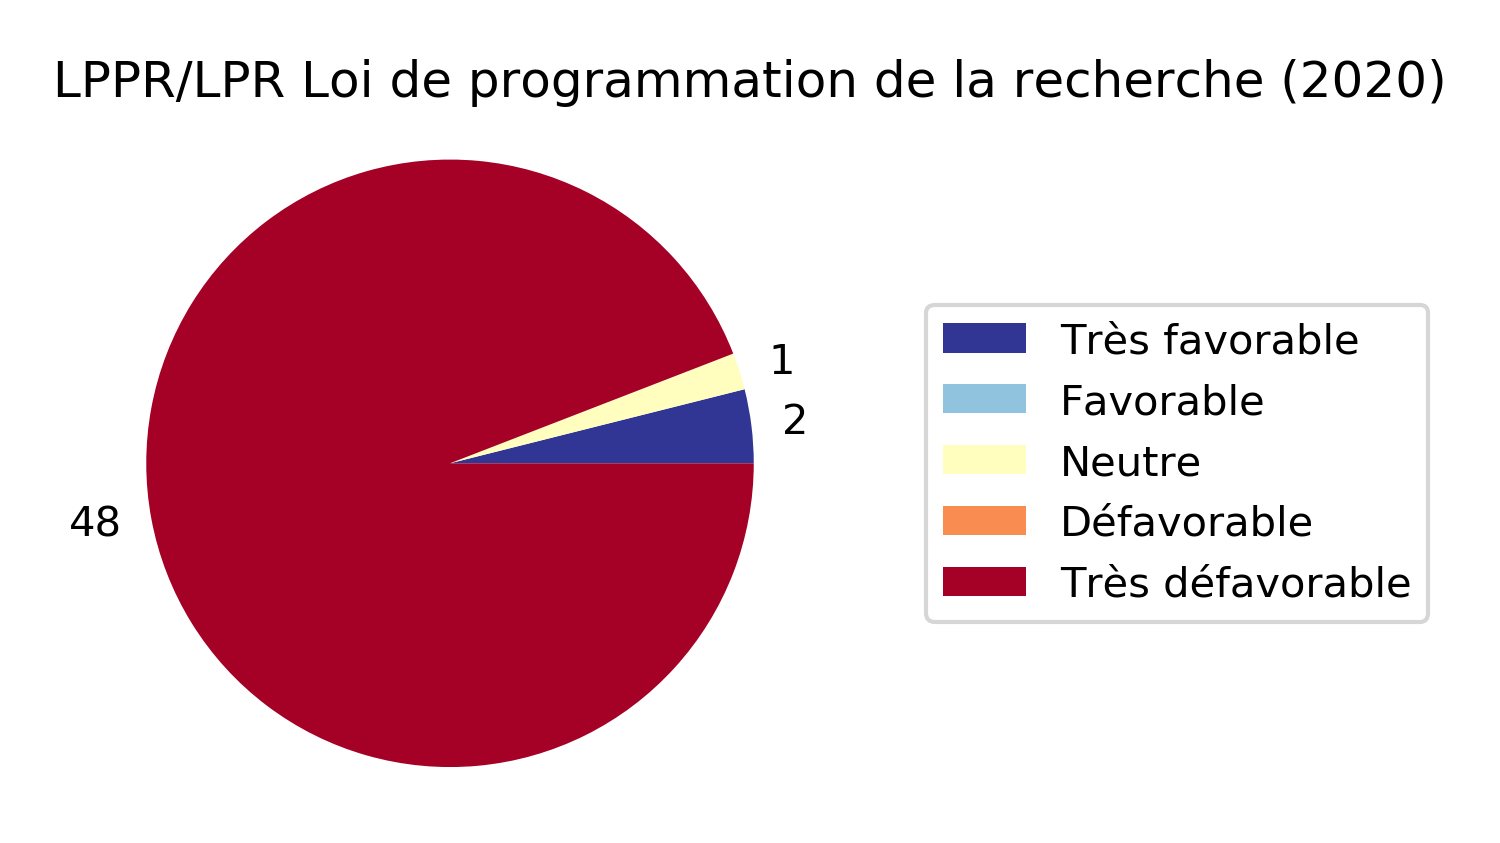 LPPR/LPR Loi de programmation de la recherche (2020)
1
2
48
Très favorable
Favorable
Neutre
Défavorable
Très défavorable